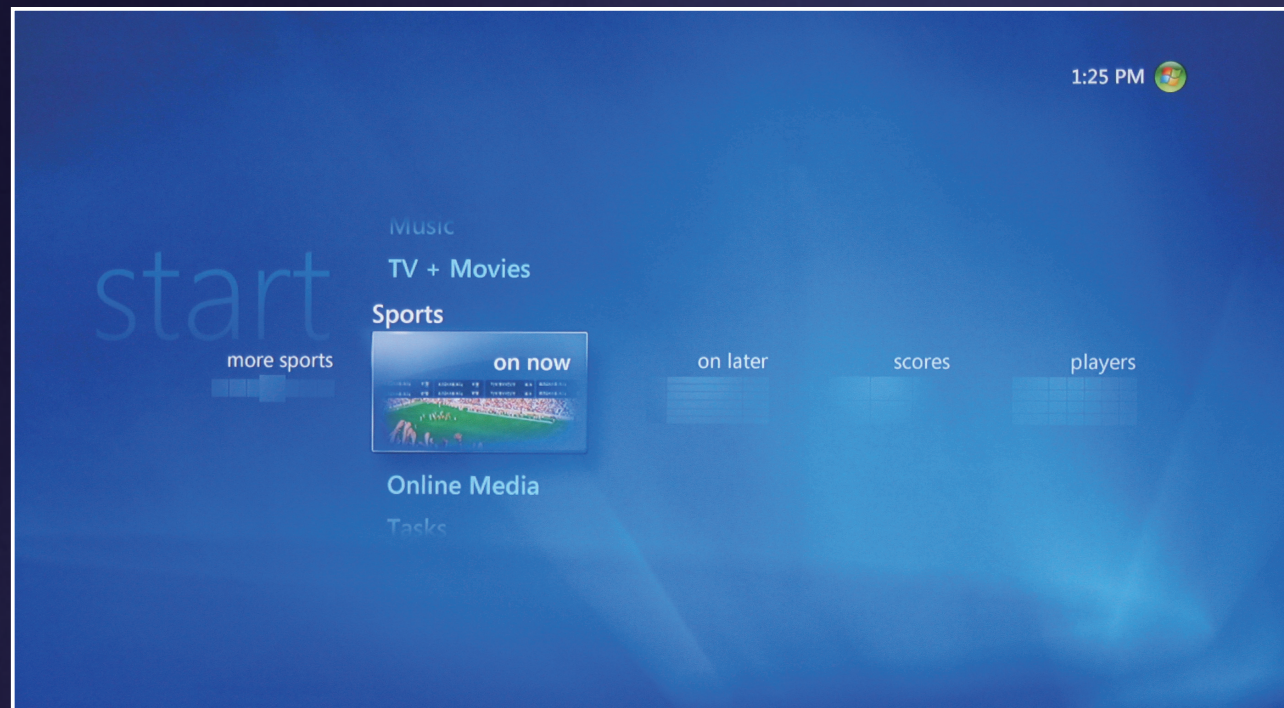 1:25 PM
Music
TV + Movies
start
Sports
more sports
on now
on later
scores
players
Online Media
Tasks